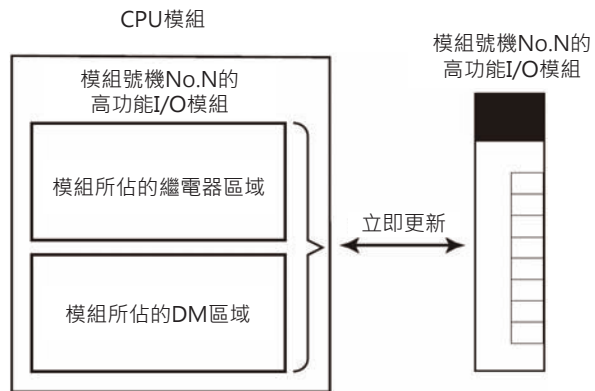 CPU模組
模組號機No.N的
高功能I/O模組
模組所佔的繼電器區域
模組所佔的DM區域
立即更新
模組號機No.N的
高功能I/O模組